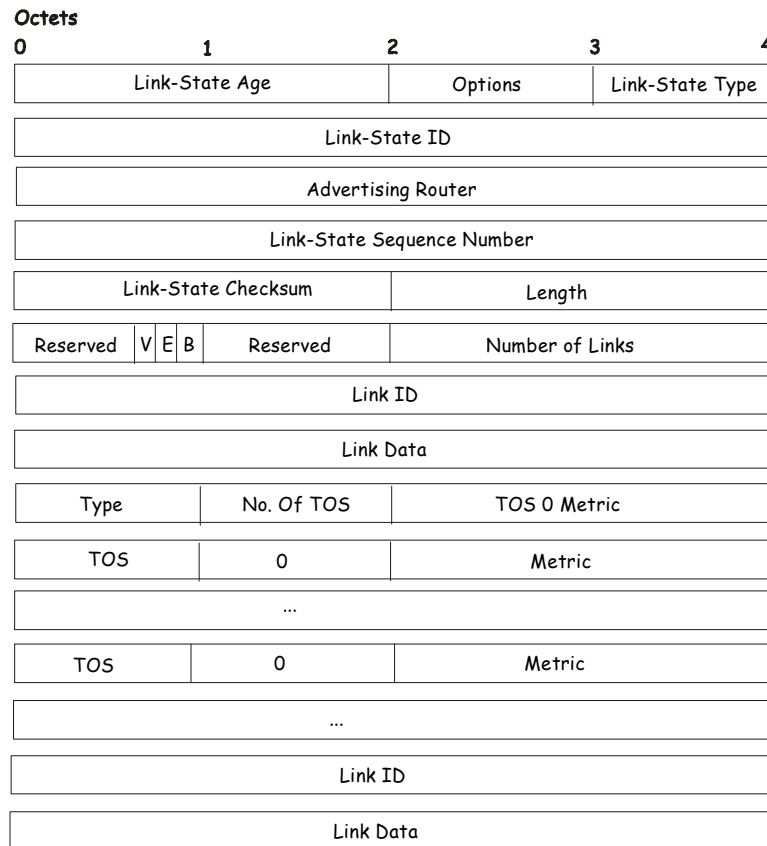 Octets
0 1 2 3 4
Link-State Age Options Link-State Type
Link-State ID
Advertising Router
Link-State Sequence Number
Link-State Checksum Length
Reserved V E B Reserved Number of Links
Link ID
Link Data
Type No. Of TOS TOS 0 Metric
TOS 0 Metric
...
TOS 0 Metric
...
Link ID
Link Data